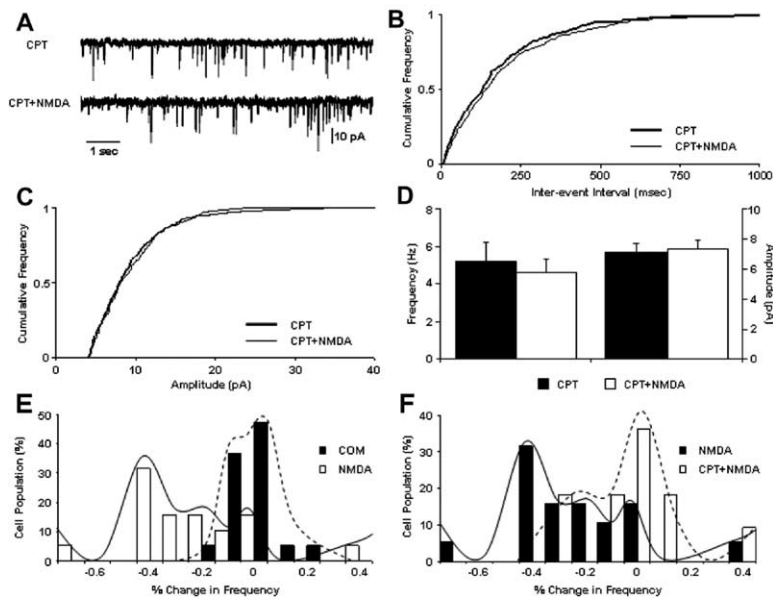 A
CPT
CPT+NMDA
1 sec
10 pA
B
Cumulative Frequency
1
0.5
0
0 250 500 750 1000
Inter-event Interval (msec)
CPT
CPT+NMDA
C
Cumulative Frequency
1
0.5
0
0 10 20 30 40
Amplitude (pA)
CPT
CPT+NMDA
D
Frequency (Hz)
8
6
4
2
0
10
8
6
4
2
0
Amplitude (pA)
CPT CPT+NMDA
E
Cell Population (%)
50
40
30
20
10
0
-0.6 -0.4 -0.2 0 0.2 0.4
% Change in Frequency
COM
NMDA
F
Cell Population (%)
40
30
20
10
0
-0.6 -0.4 -0.2 0 0.2 0.4
% Change in Frequency
NMDA
CPT+NMDA